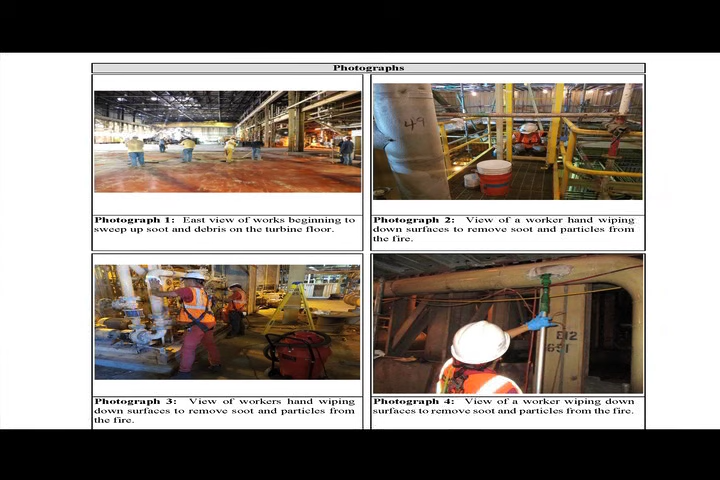 Photographs
Photograph 1: East view of works beginning to
sweep up soot and debris on the turbine floor.
49
Photograph 2: View of a worker hand wiping
down surfaces to remove soot and particles from
the fire.
Photograph 3: View of workers hand wiping
down surfaces to remove soot and particles from
the fire.
Photograph 4: View of a worker wiping down
surfaces to remove soot and particles from the fire.